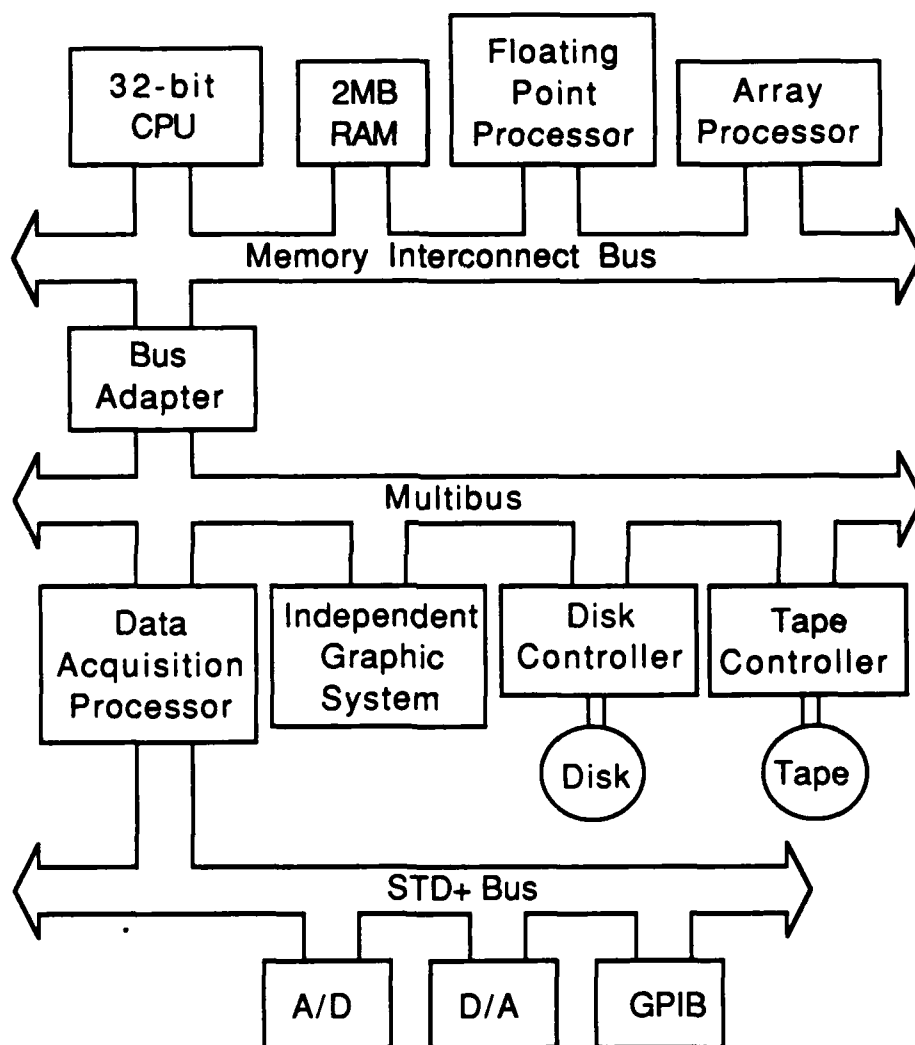 32-bit
CPU
2MB
RAM
Floating
Point
Processor
Array
Processor
Memory Interconnect Bus
Bus
Adapter
Multibus
Data
Acquisition
Processor
Independent
Graphic
System
Disk
Controller
Tape
Controller
Disk
Tape
STD+ Bus
A/D
D/A
GPIB